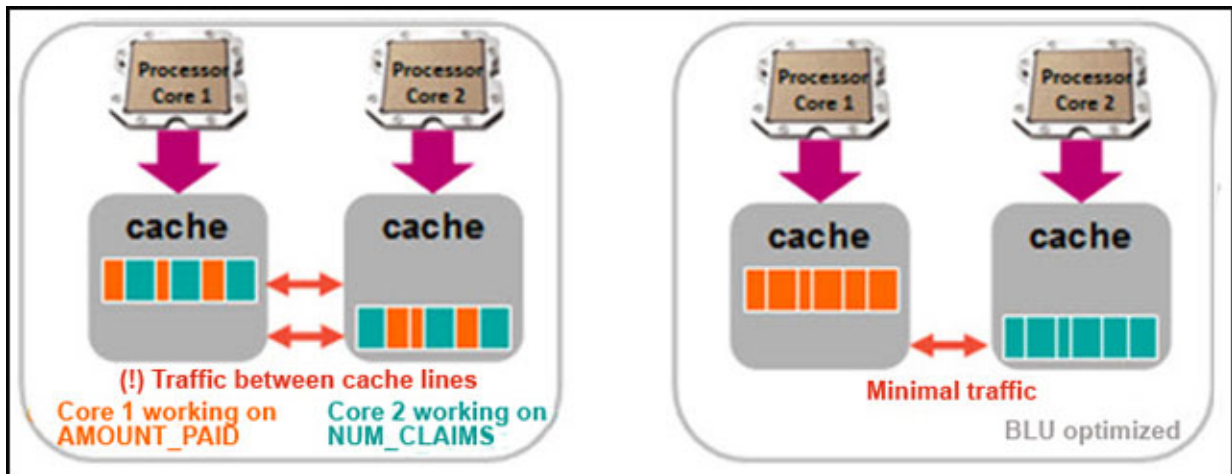 Processor
Core 1
Processor
Core 2
cache
cache
(!) Traffic between cache lines
Core 1 working on
AMOUNT_PAID
Core 2 working on
NUM_CLAIMS
Processor
Core 1
Processor
Core 2
cache
cache
Minimal traffic
BLU optimized